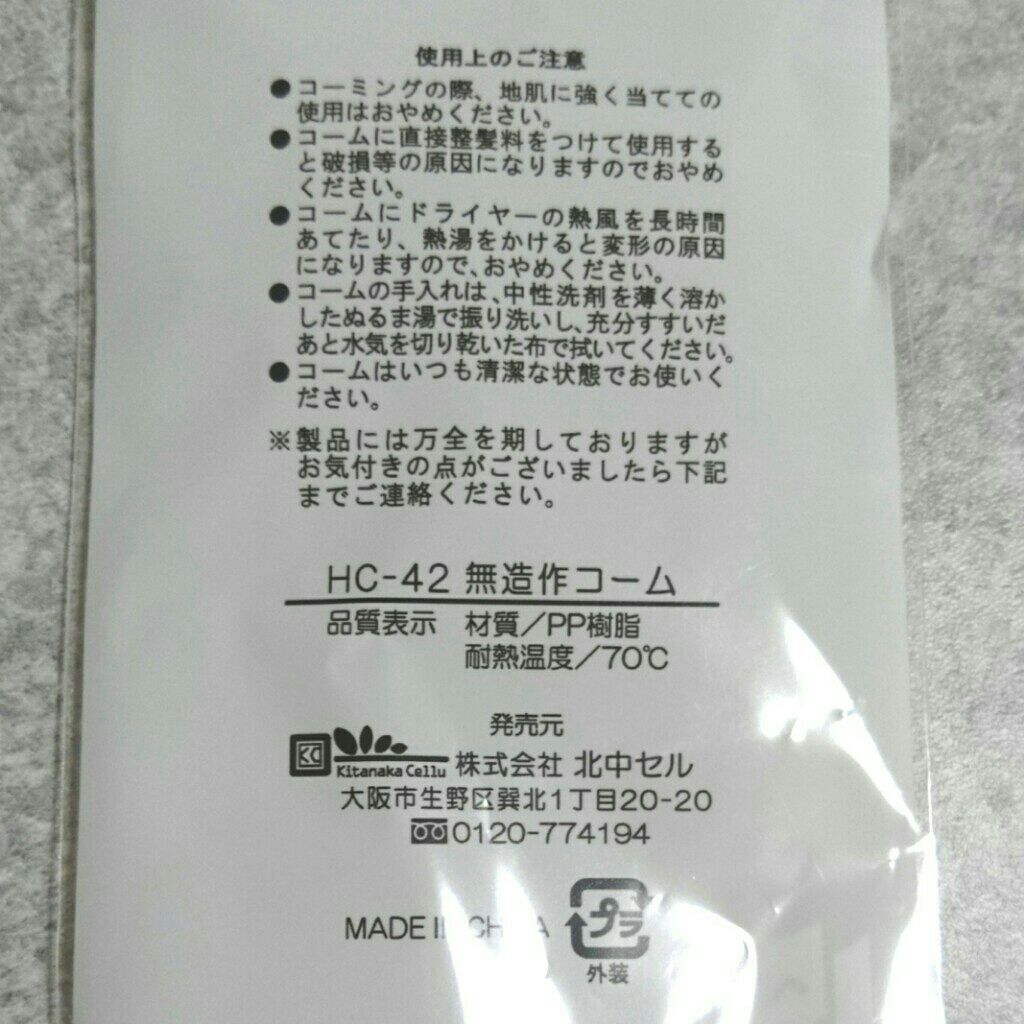 使用上のご注意
●コーミングの際、地肌に強く当てての
使用はおやめください。
●コームに直接整髪料をつけて使用する
と破損等の原因になりますのでおやめ
ください。
●コームにドライヤーの熱風を長時間
あてたり、熱湯をかけると変形の原因
になりますので、おやめください。
●コームの手入れは、中性洗剤を薄く溶か
したぬるま湯で振り洗いし、充分すすいだ
あと水気を切り乾いた布で拭いてください。
●コームはいつも清潔な状態でお使いく
ださい。
※製品には万全を期しておりますが
お気付きの点がございましたら下記
までご連絡ください。
HC-42 無造作コーム
品質表示 材質/PP樹脂
耐熱温度/70℃
発売元
KC Kitanaka Cellu 株式会社 北中セル
大阪市生野区巽北1丁目20-20
0120-774194
MADE IN CHINA
プラ
外装